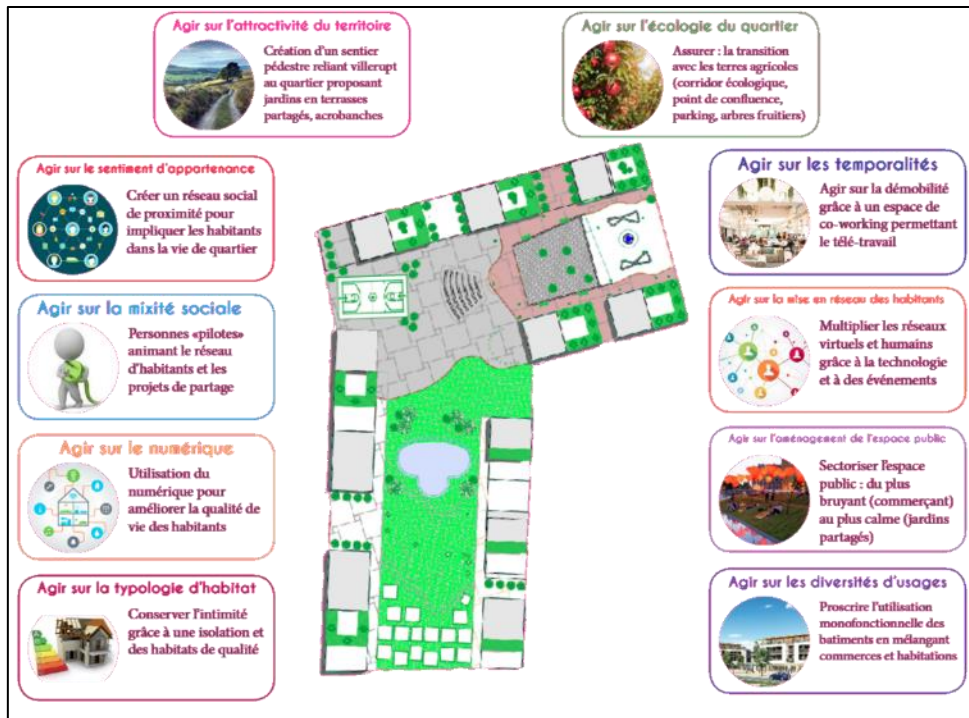 Agir sur l'attractivité du territoire
Création d'un sentier
pédestre reliant villerupt
au quartier proposant
jardins en terrasses
partagés, acrobanches
Agir sur l'écologie du quartier
Assurer : la transition
avec les terres agricoles
(corridor écologique,
point de confluence,
parking, arbres fruitiers)
Agir sur le sentiment d'appartenance
Créer un réseau social
de proximité pour
impliquer les habitants
dans la vie de quartier
Agir sur les temporalités
Agir sur la démobilité
grâce à un espace de
co-working permettant
le télé-travail
Agir sur la mixité sociale
Personnes «pilotes»
animant le réseau
d'habitants et les
projets de partage
Agir sur la mise en réseau des habitants
Multiplier les réseaux
virtuels et humains
grâce à la technologie
et à des événements
Agir sur le numérique
Utilisation du
numérique pour
améliorer la qualité de
vie des habitants
Agir sur l'aménagement de l'espace public
Sectoriser l'espace
public : du plus
bruyant (commerçant)
au plus calme (jardins
partagés)
Agir sur la typologie d'habitat
Conserver l'intimité
grâce à une isolation et
des habitats de qualité
Agir sur les diversités d'usages
Proscrire l'utilisation
monofonctionnelle des
batiments en mélangant
commerces et habitations